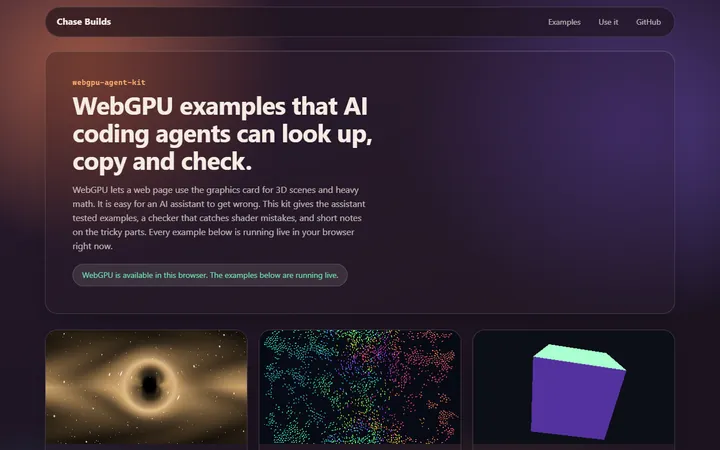 Chase Builds
Examples
Use it
GitHub
webgpu-agent-kit
WebGPU examples that AI
coding agents can look up,
copy and check.
WebGPU lets a web page use the graphics card for 3D scenes and heavy
math. It is easy for an AI assistant to get wrong. This kit gives the assistant
tested examples, a checker that catches shader mistakes, and short notes
on the tricky parts. Every example below is running live in your browser
right now.
WebGPU is available in this browser. The examples below are running live.